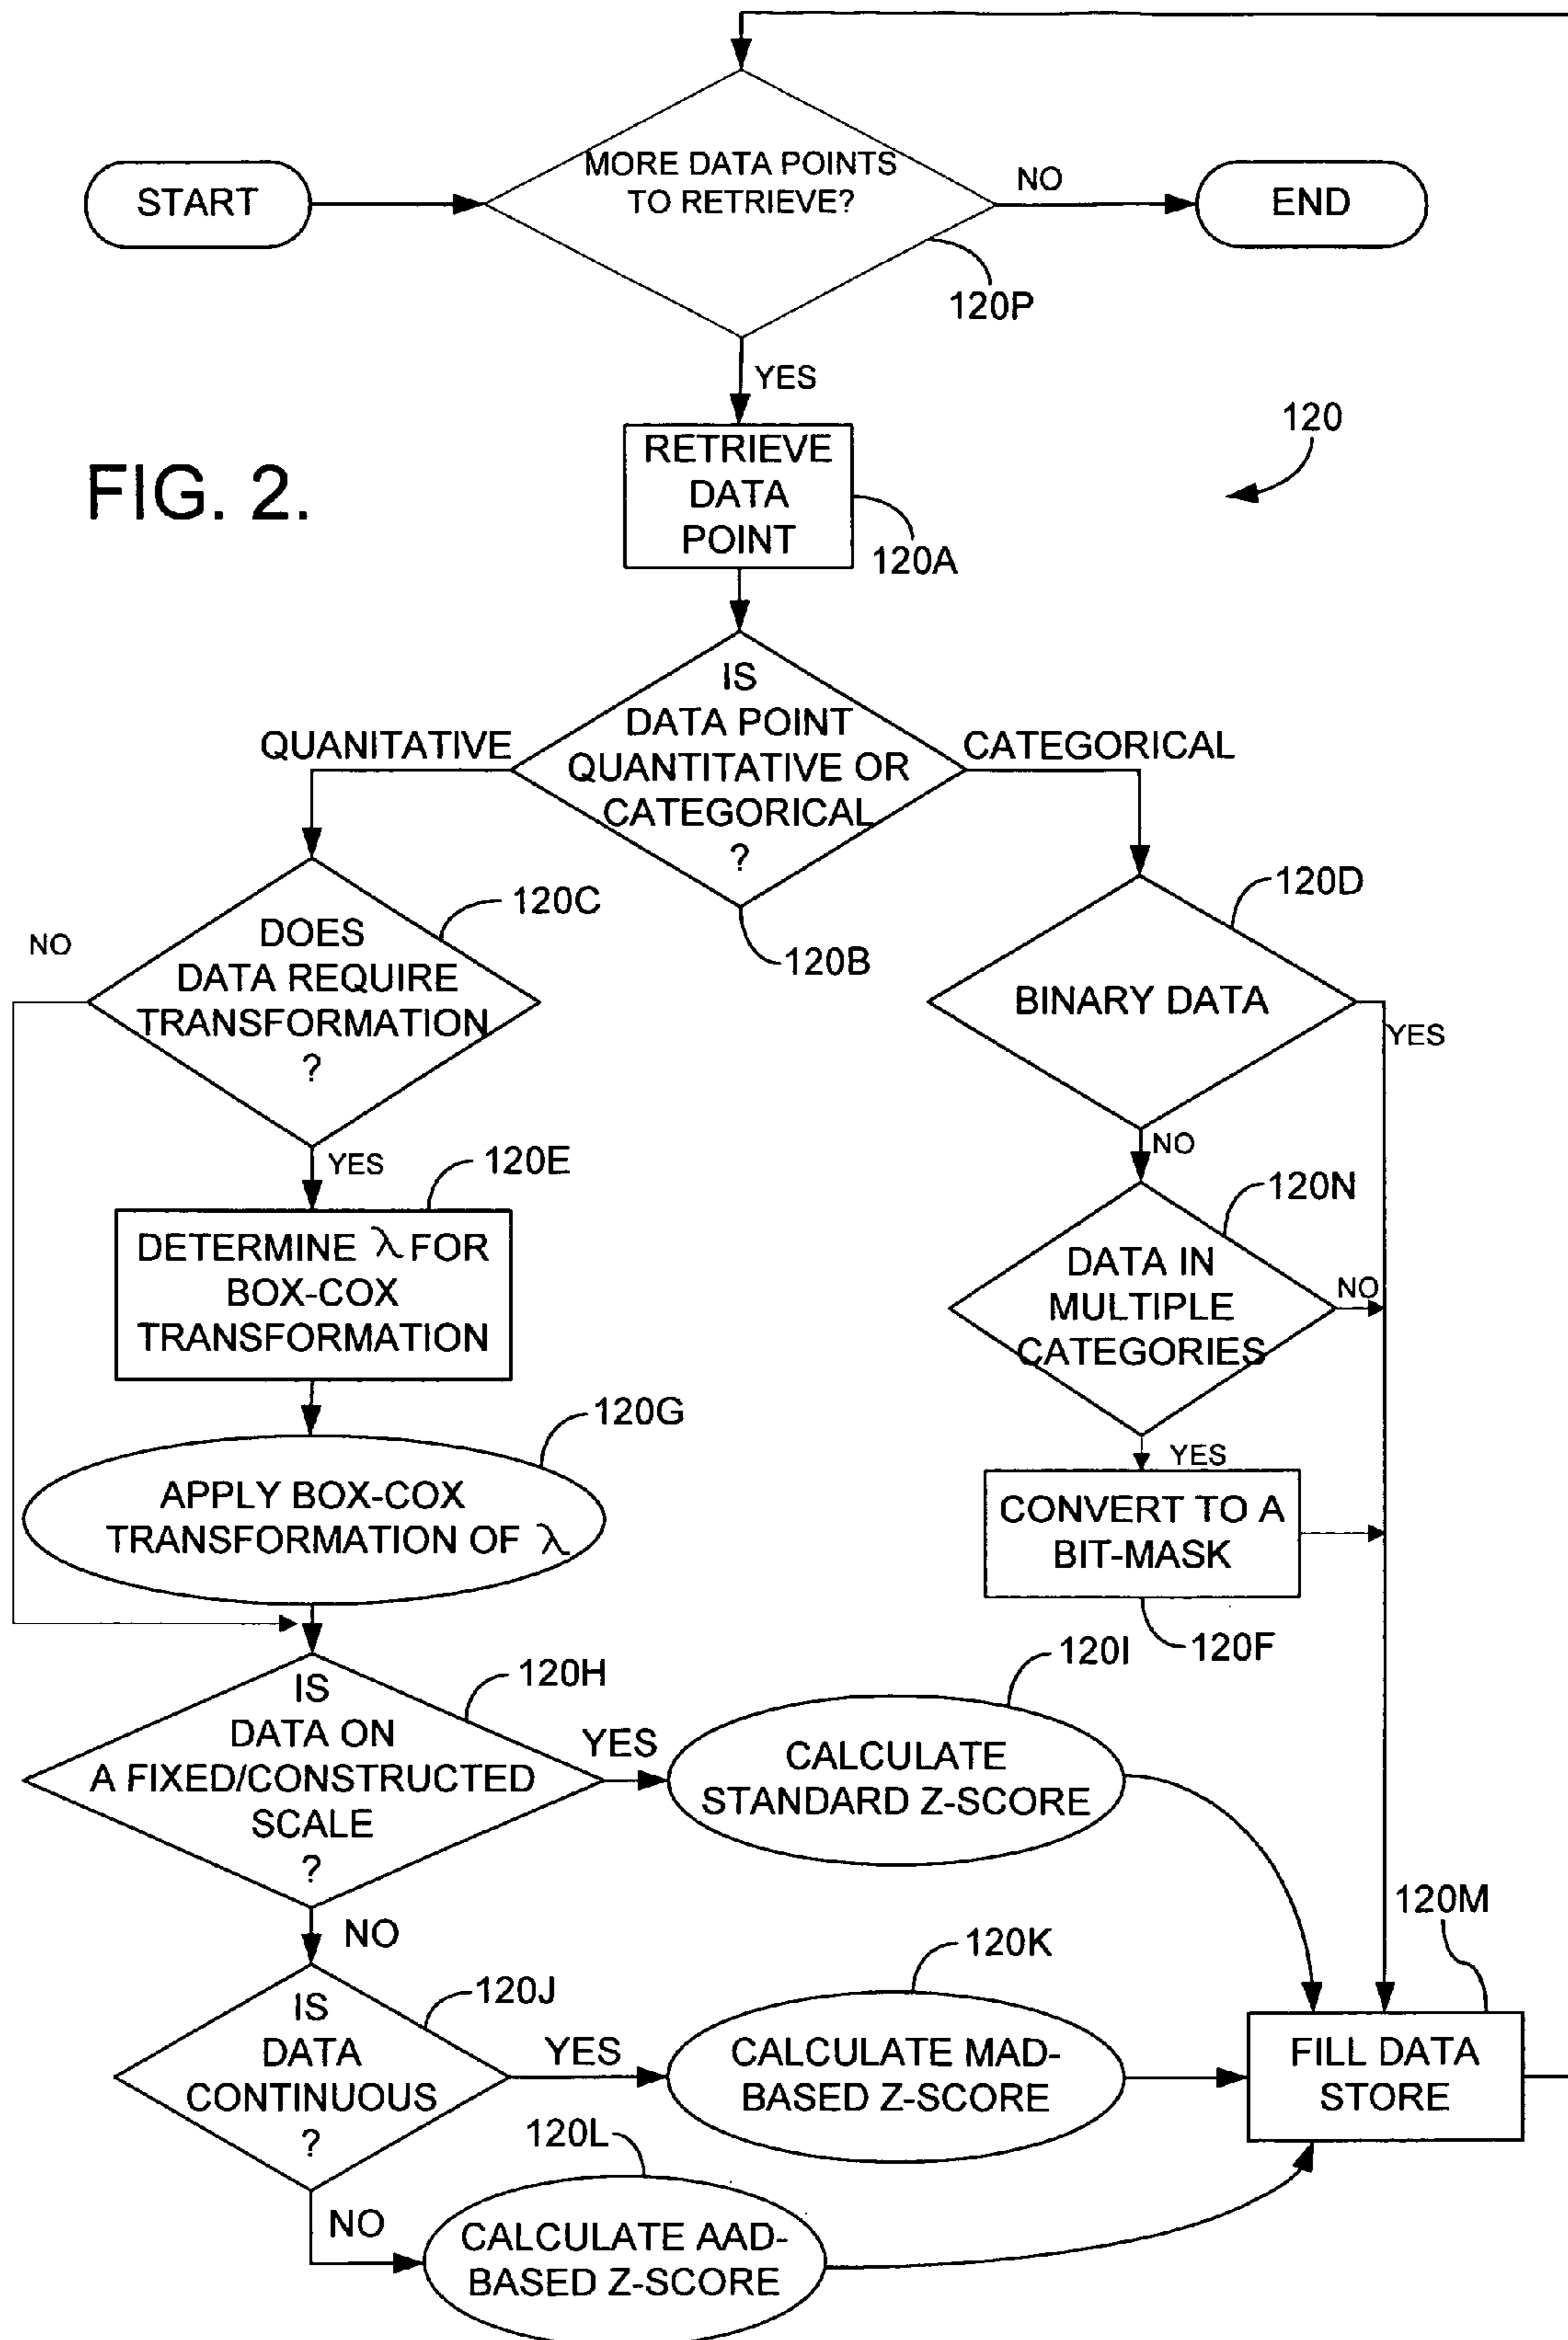 MORE DATA POINTS
TO RETRIEVE?
START
NO
END
120P
YES
120
FIG. 2.
RETRIEVE
DATA
POINT
120A
IS
DATA POINT
QUANTITATIVE OR
CATEGORICAL
?
QUANITATIVE
CATEGORICAL
120B
120C
NO
DOES
DATA REQUIRE
TRANSFORMATION
?
120D
BINARY DATA
YES
YES
120E
NO
120N
DETERMINE λ FOR
BOX-COX
TRANSFORMATION
DATA IN
MULTIPLE
CATEGORIES
NO
120G
YES
APPLY BOX-COX
TRANSFORMATION OF λ
CONVERT TO A
BIT-MASK
120F
120H
120I
IS
DATA ON
A FIXED/CONSTRUCTED
SCALE
?
YES
CALCULATE
STANDARD Z-SCORE
120M
NO
120K
120J
IS
DATA
CONTINUOUS
?
YES
CALCULATE MAD-
BASED Z-SCORE
FILL DATA
STORE
120L
NO
CALCULATE AAD-
BASED Z-SCORE